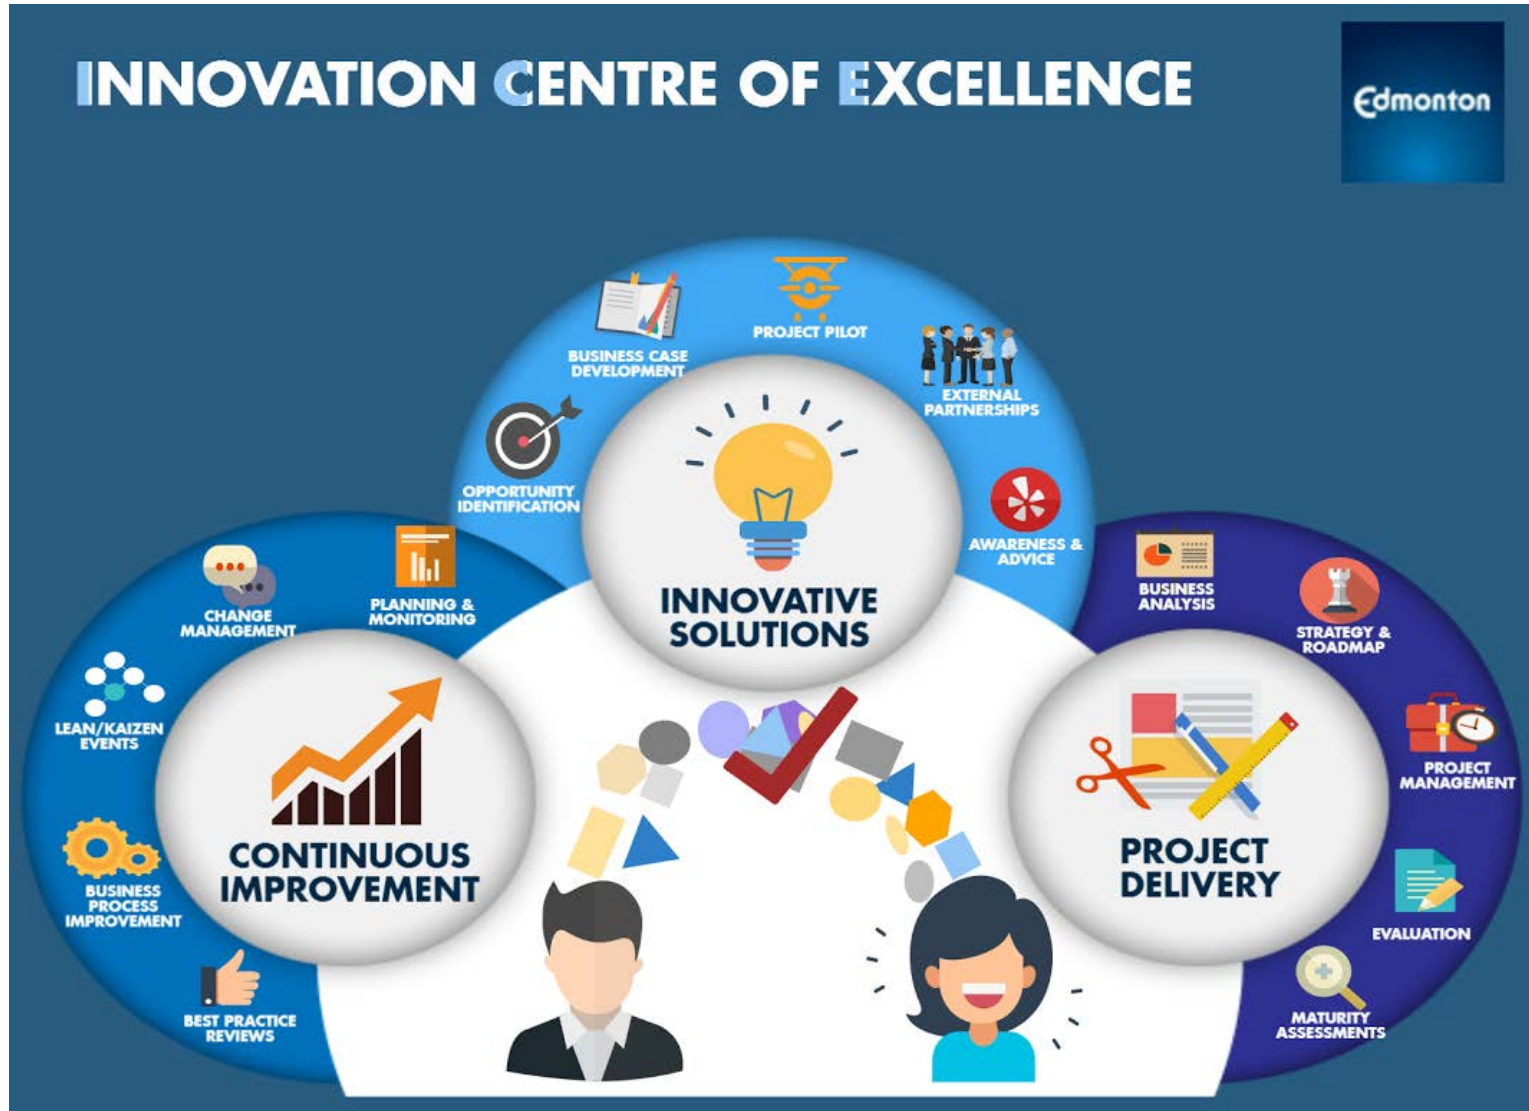 INNOVATION CENTRE OF EXCELLENCE
Edmonton
PROJECT PILOT
BUSINESS CASE
DEVELOPMENT
EXTERNAL
PARTNERSHIPS
OPPORTUNITY
IDENTIFICATION
AWARENESS &
ADVICE
INNOVATIVE
SOLUTIONS
PLANNING &
MONITORING
CHANGE
MANAGEMENT
LEAN/KAIZEN
EVENTS
BUSINESS
PROCESS
IMPROVEMENT
BEST PRACTICE
REVIEWS
CONTINUOUS
IMPROVEMENT
BUSINESS
ANALYSIS
STRATEGY &
ROADMAP
PROJECT
MANAGEMENT
EVALUATION
MATURITY
ASSESSMENTS
PROJECT
DELIVERY